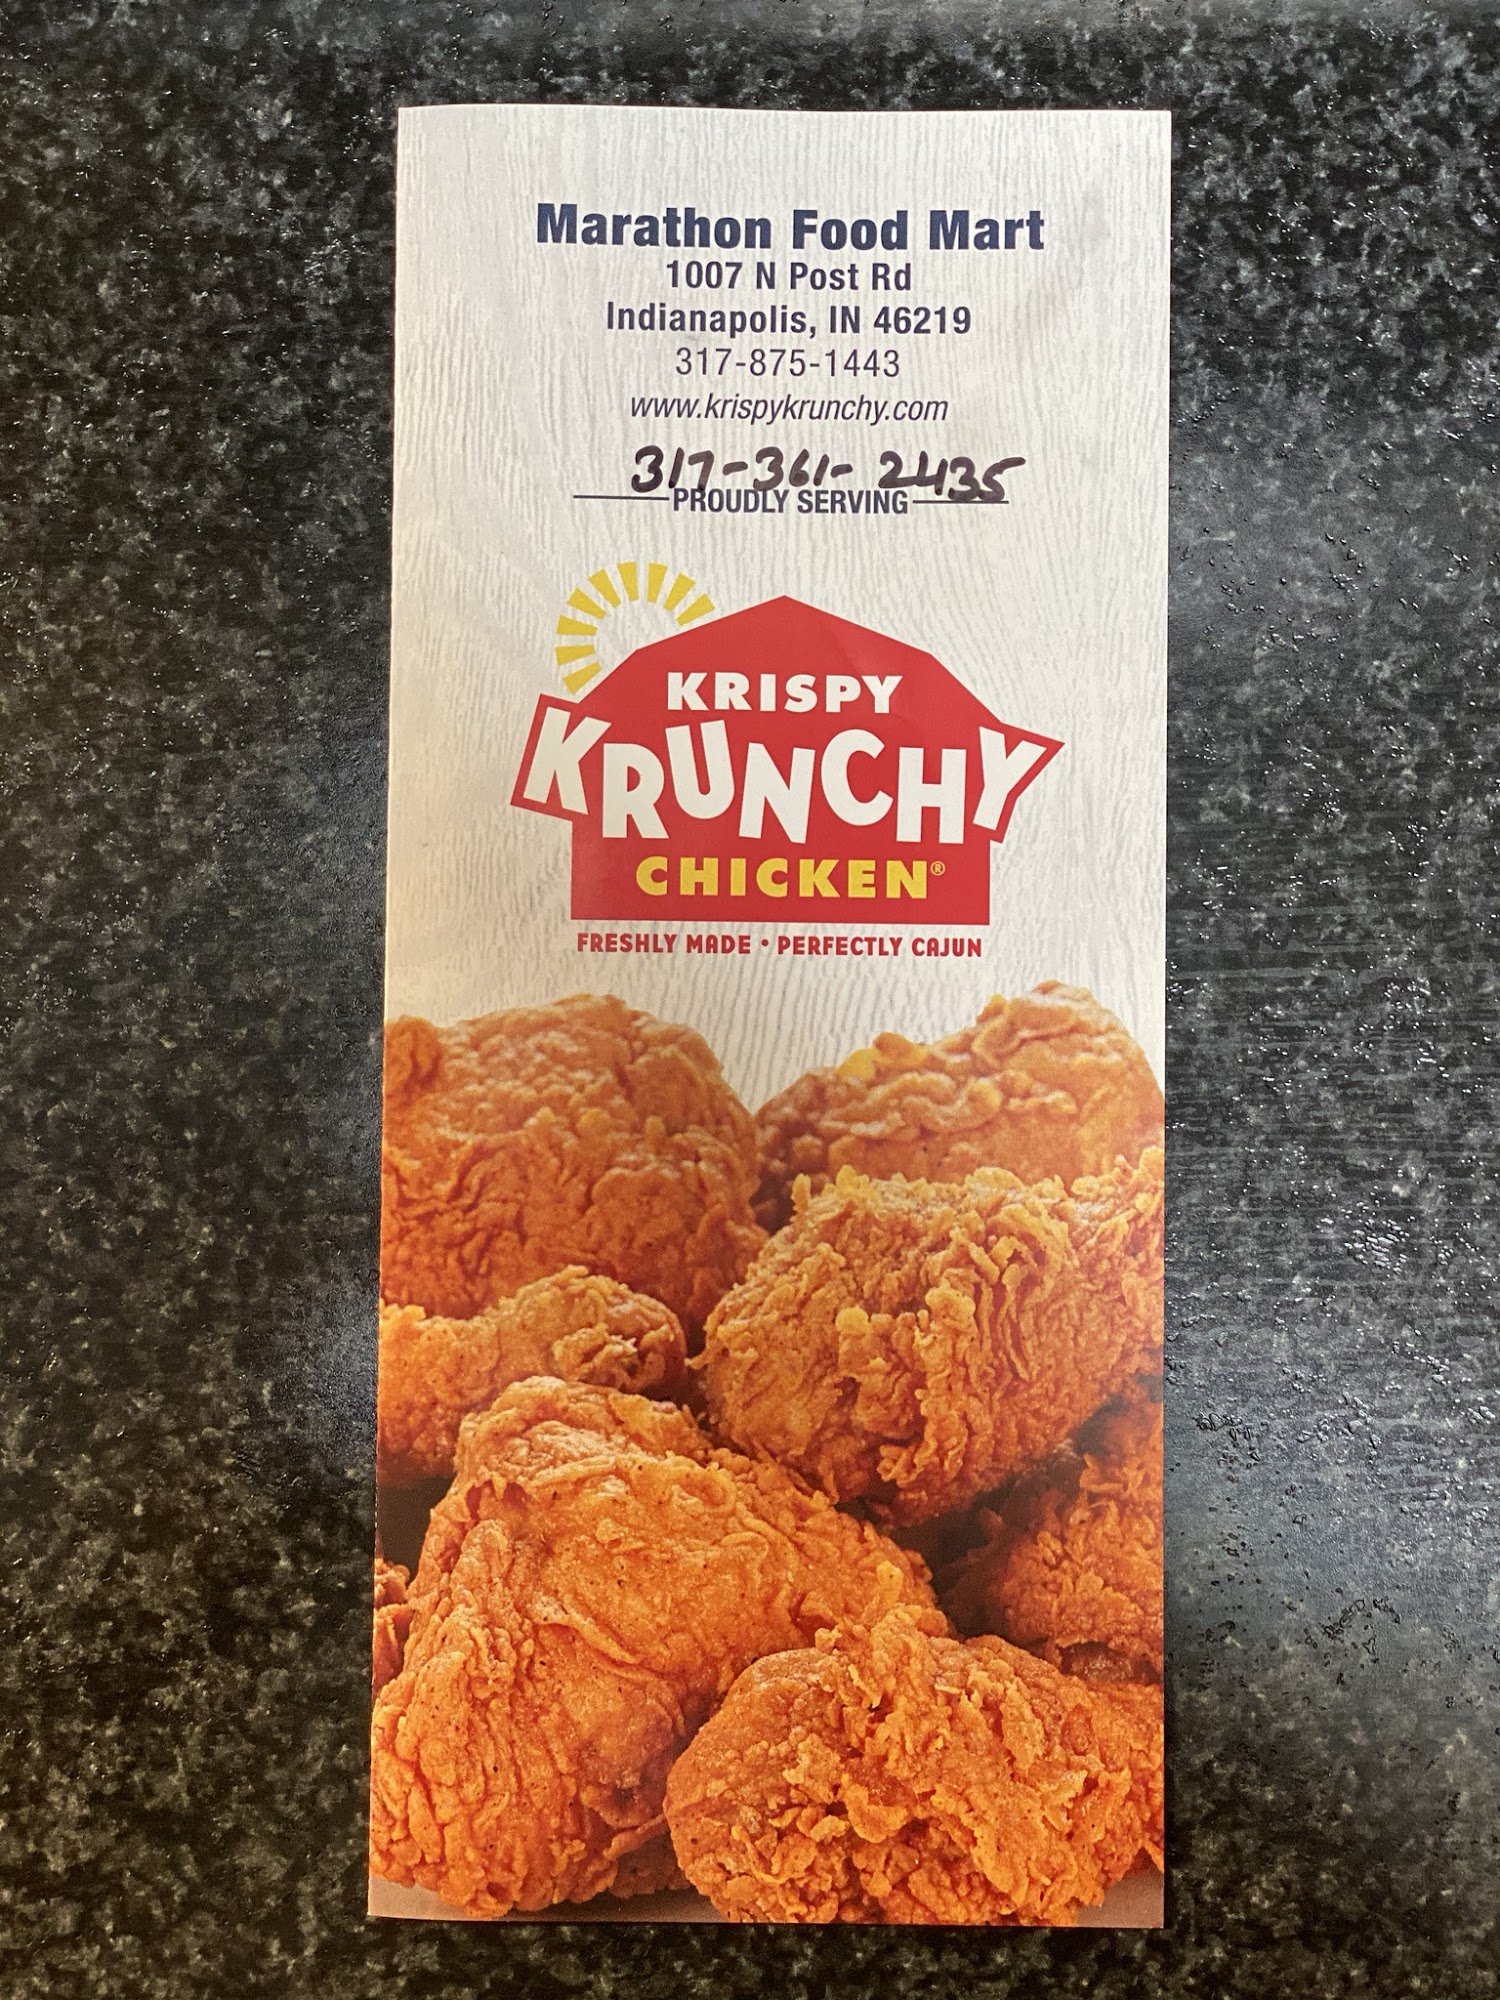 Marathon Food Mart
1007 N Post Rd
Indianapolis, IN 46219
317-875-1443
www.krispykrunchy.com
317-361-2435
PROUDLY SERVING
KRISPY
KRUNCHY
CHICKEN®
FRESHLY MADE • PERFECTLY CAJUN